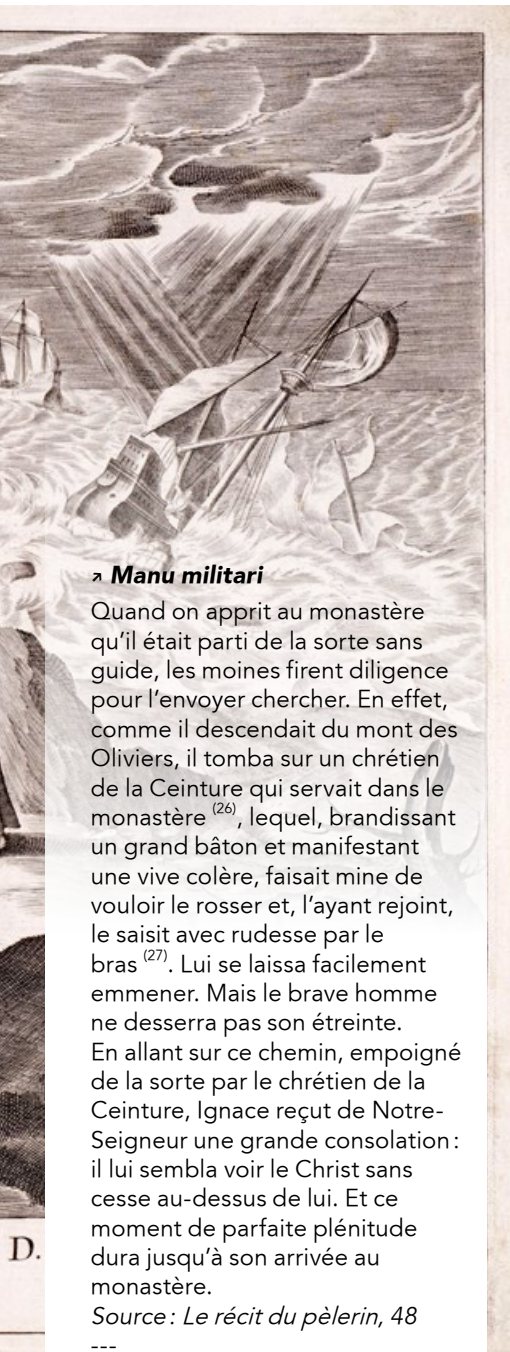 ↗ Manu militari
Quand on apprit au monastère
qu'il était parti de la sorte sans
guide, les moines firent diligence
pour l'envoyer chercher. En effet,
comme il descendait du mont des
Oliviers, il tomba sur un chrétien
de la Ceinture qui servait dans le
monastère (26), lequel, brandissant
un grand bâton et manifestant
une vive colère, faisait mine de
vouloir le rosser et, l'ayant rejoint,
le saisit avec rudesse par le
bras (27). Lui se laissa facilement
emmener. Mais le brave homme
ne desserra pas son étreinte.
En allant sur ce chemin, empoigné
de la sorte par le chrétien de la
Ceinture, Ignace reçut de Notre-
Seigneur une grande consolation :
il lui sembla voir le Christ sans
cesse au-dessus de lui. Et ce
moment de parfaite plénitude
dura jusqu'à son arrivée au
monastère.
Source : Le récit du pèlerin, 48
---
D.